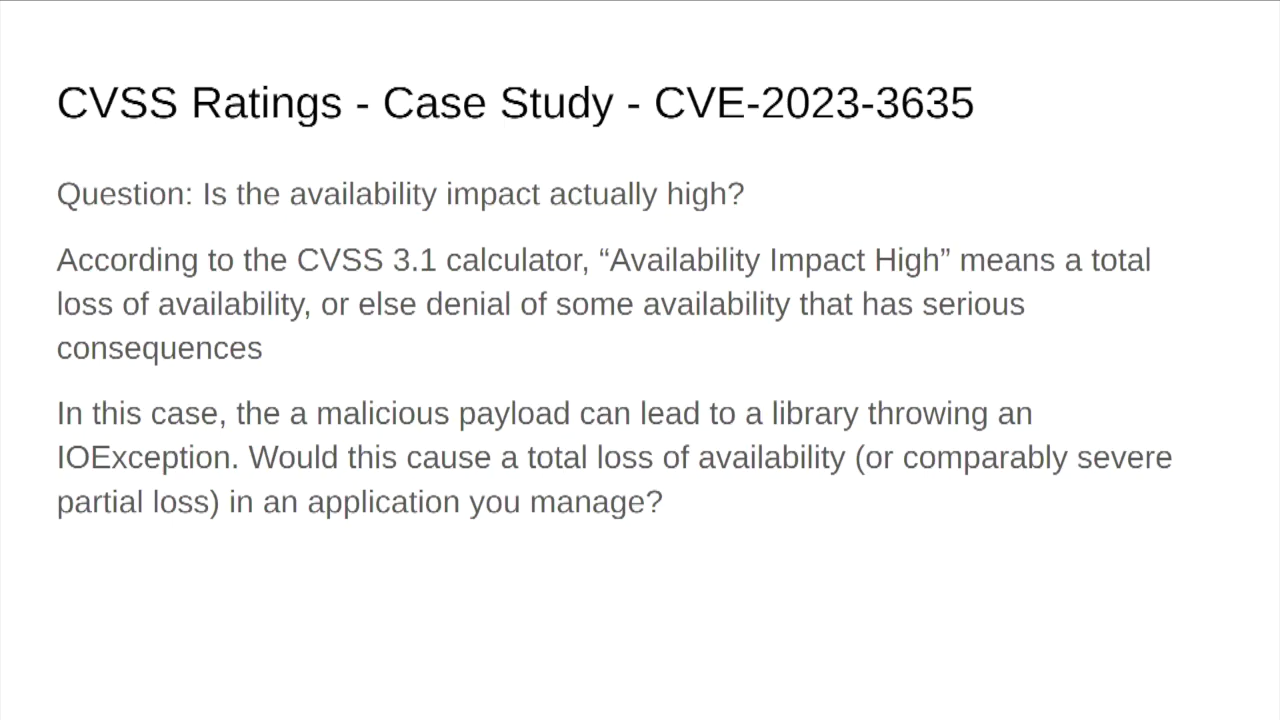 CVSS Ratings - Case Study - CVE-2023-3635
Question: Is the availability impact actually high?
According to the CVSS 3.1 calculator, “Availability Impact High” means a total
loss of availability, or else denial of some availability that has serious
consequences
In this case, the a malicious payload can lead to a library throwing an
IOException. Would this cause a total loss of availability (or comparably severe
partial loss) in an application you manage?